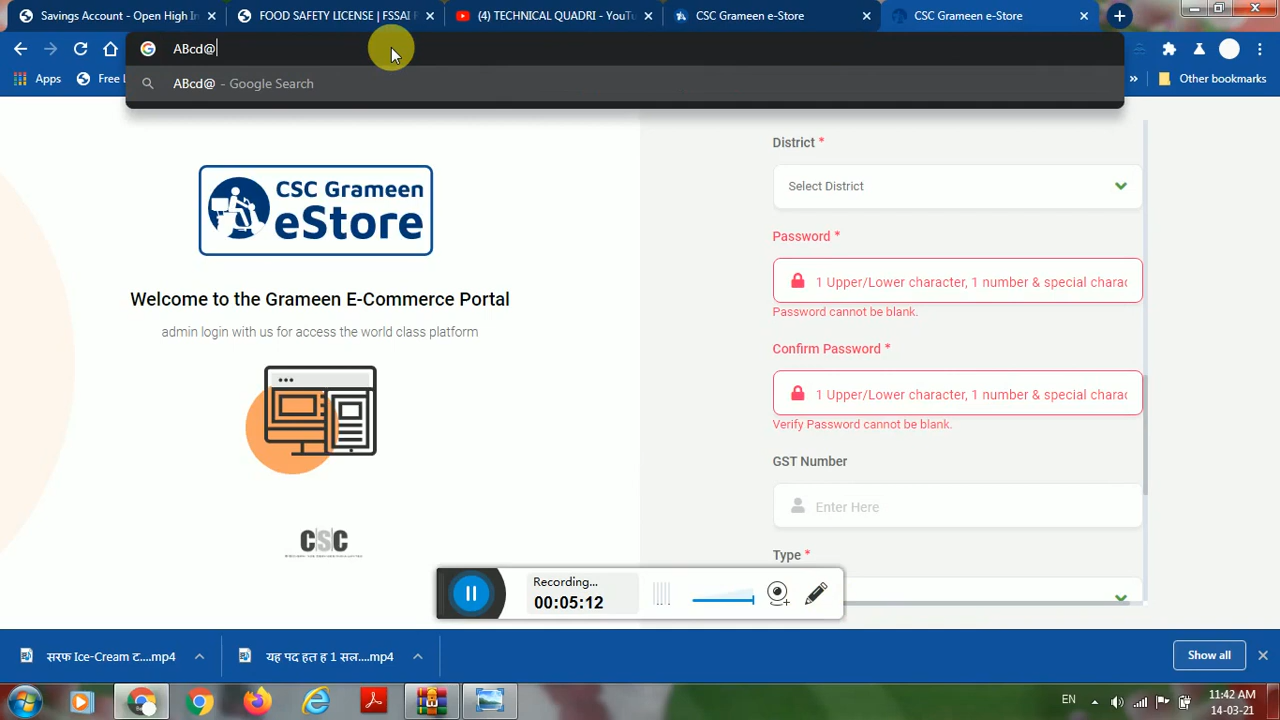 Savings Account - Open High In
FOOD SAFETY LICENSE | FSSAI R
(4) TECHNICAL QUADRI - YouTu
CSC Grameen e-Store
CSC Grameen e-Store
ABcd@
Apps
Free L
Other bookmarks
ABcd@ - Google Search
CSC Grameen
eStore
Welcome to the Grameen E-Commerce Portal
admin login with us for access the world class platform
CSC
District *
Select District
Password *
1 Upper/Lower character, 1 number & special charac
Password cannot be blank.
Confirm Password *
1 Upper/Lower character, 1 number & special charac
Verify Password cannot be blank.
GST Number
Enter Here
Type *
Recording...
00:05:12
सरफ Ice-Cream ट....mp4
यह पद हत ह 1 सल....mp4
Show all
EN
11:42 AM
14-03-21